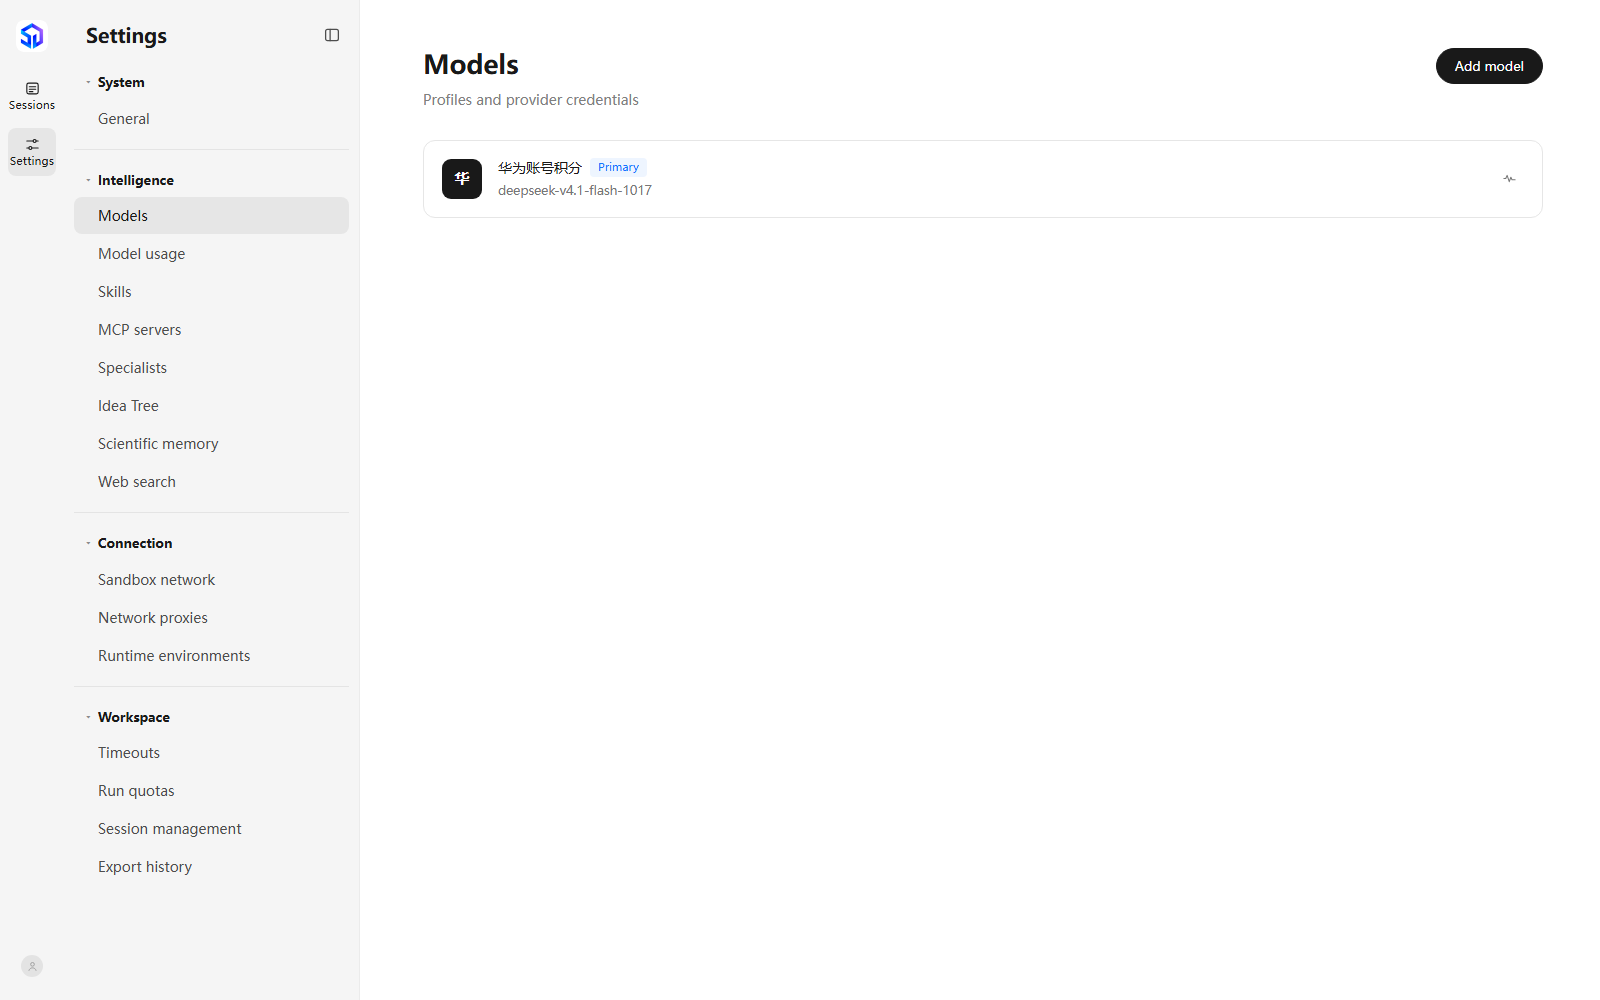 Sessions
Settings
Settings
System
General
Intelligence
Models
Model usage
Skills
MCP servers
Specialists
Idea Tree
Scientific memory
Web search
Connection
Sandbox network
Network proxies
Runtime environments
Workspace
Timeouts
Run quotas
Session management
Export history
Models
Add model
Profiles and provider credentials
华
华为账号积分 Primary
deepseek-v4.1-flash-1017